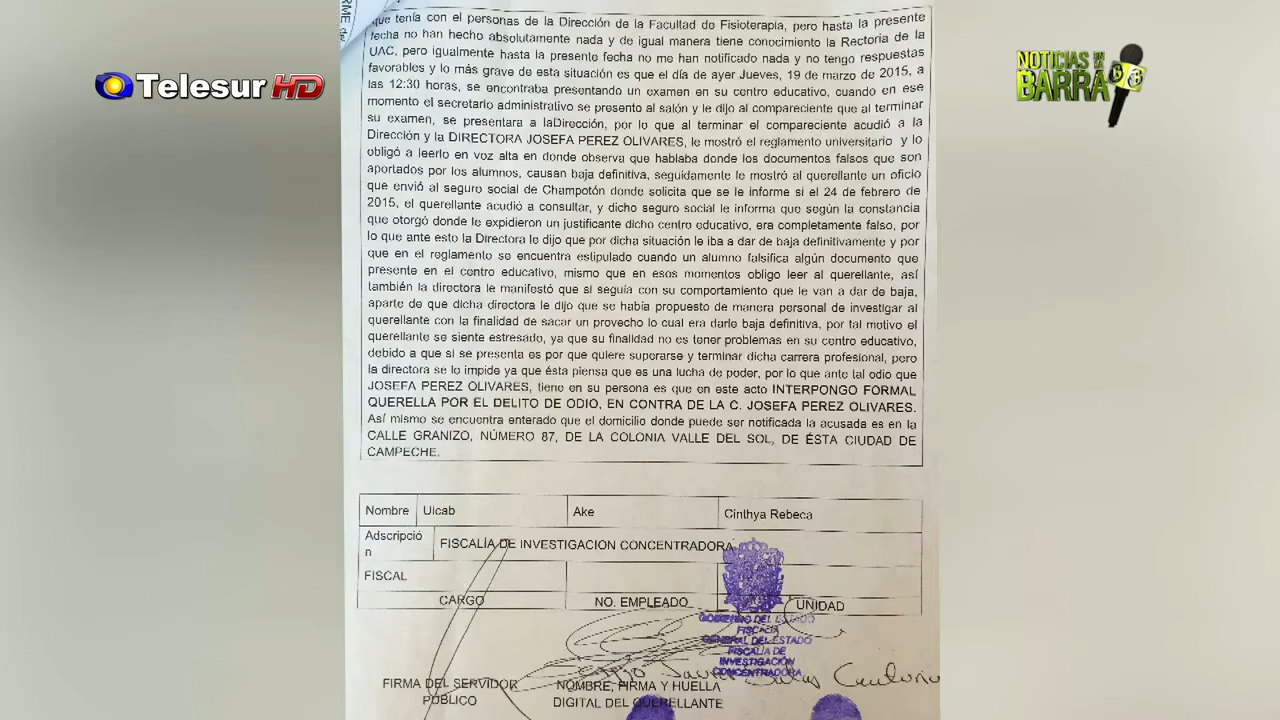 RME de
que tenía con el personas de la Dirección de la Facultad de Fisioterapia, pero hasta la presente
fecha no han hecho absolutamente nada y de igual manera tiene conocimiento la Rectoría de la
UAC, pero igualmente hasta la presente fecha no me han notificado nada y no tengo respuestas
favorables y lo más grave de esta situación es que el día de ayer Jueves, 19 de marzo de 2015, a
las 12:30 horas, se encontraba presentando un examen en su centro educativo, cuando en ese
momento el secretario administrativo se presento al salón y le dijo al compareciente que al terminar
su examen, se presentara a laDirección, por lo que al terminar el compareciente acudió a la
Dirección y la DIRECTORA JOSEFA PEREZ OLIVARES, le mostró el reglamento universitario y lo
obligó a leerlo en voz alta en donde observa que hablaba donde los documentos falsos que son
aportados por los alumnos, causan baja definitiva, seguidamente le mostró al querellante un oficio
que envió al seguro social de Champotón donde solicita que se le informe si el 24 de febrero de
2015, el querellante acudió a consultar, y dicho seguro social le informa que según la constancia
que otorgó donde le expidieron un justificante dicho centro educativo, era completamente falso, por
lo que ante esto la Directora le dijo que por dicha situación le iba a dar de baja definitivamente y por
que en el reglamento se encuentra estipulado cuando un alumno falsifica algún documento que
presente en el centro educativo, mismo que en esos momentos obligo leer al querellante, así
también la directora le manifestó que si seguía con su comportamiento que le van a dar de baja,
aparte de que dicha directora le dijo que se había propuesto de manera personal de investigar al
querellante con la finalidad de sacar un provecho lo cual era darle baja definitiva, por tal motivo el
querellante se siente estresado, ya que su finalidad no es tener problemas en su centro educativo,
debido a que si se presenta es por que quiere superarse y terminar dicha carrera profesional, pero
la directora se lo impide ya que ésta piensa que es una lucha de poder, por lo que ante tal odio que
JOSEFA PEREZ OLIVARES, tiene en su persona es que en este acto INTERPONGO FORMAL
QUERELLA POR EL DELITO DE ODIO, EN CONTRA DE LA C. JOSEFA PEREZ OLIVARES.
Así mismo se encuentra enterado que el domicilio donde puede ser notificada la acusada es en la
CALLE GRANIZO, NÚMERO 87, DE LA COLONIA VALLE DEL SOL, DE ÉSTA CIUDAD DE
CAMPECHE.
Telesur HD
NOTICIAS EN LA
BARRA
Nombre Uicab Ake Cinthya Rebeca
Adscripció
n
FISCALÍA DE INVESTIGACION CONCENTRADORA
FISCAL
CARGO NO. EMPLEADO UNIDAD
GOBIERNO DEL ESTADO
FISCALIA
GENERAL DEL ESTADO
FISCALIA DE
INVESTIGACIÓN
CONCENTRADORA
FIRMA DEL SERVIDOR
PÚBLICO
NOMBRE, FIRMA Y HUELLA
DIGITAL DEL QUERELLANTE